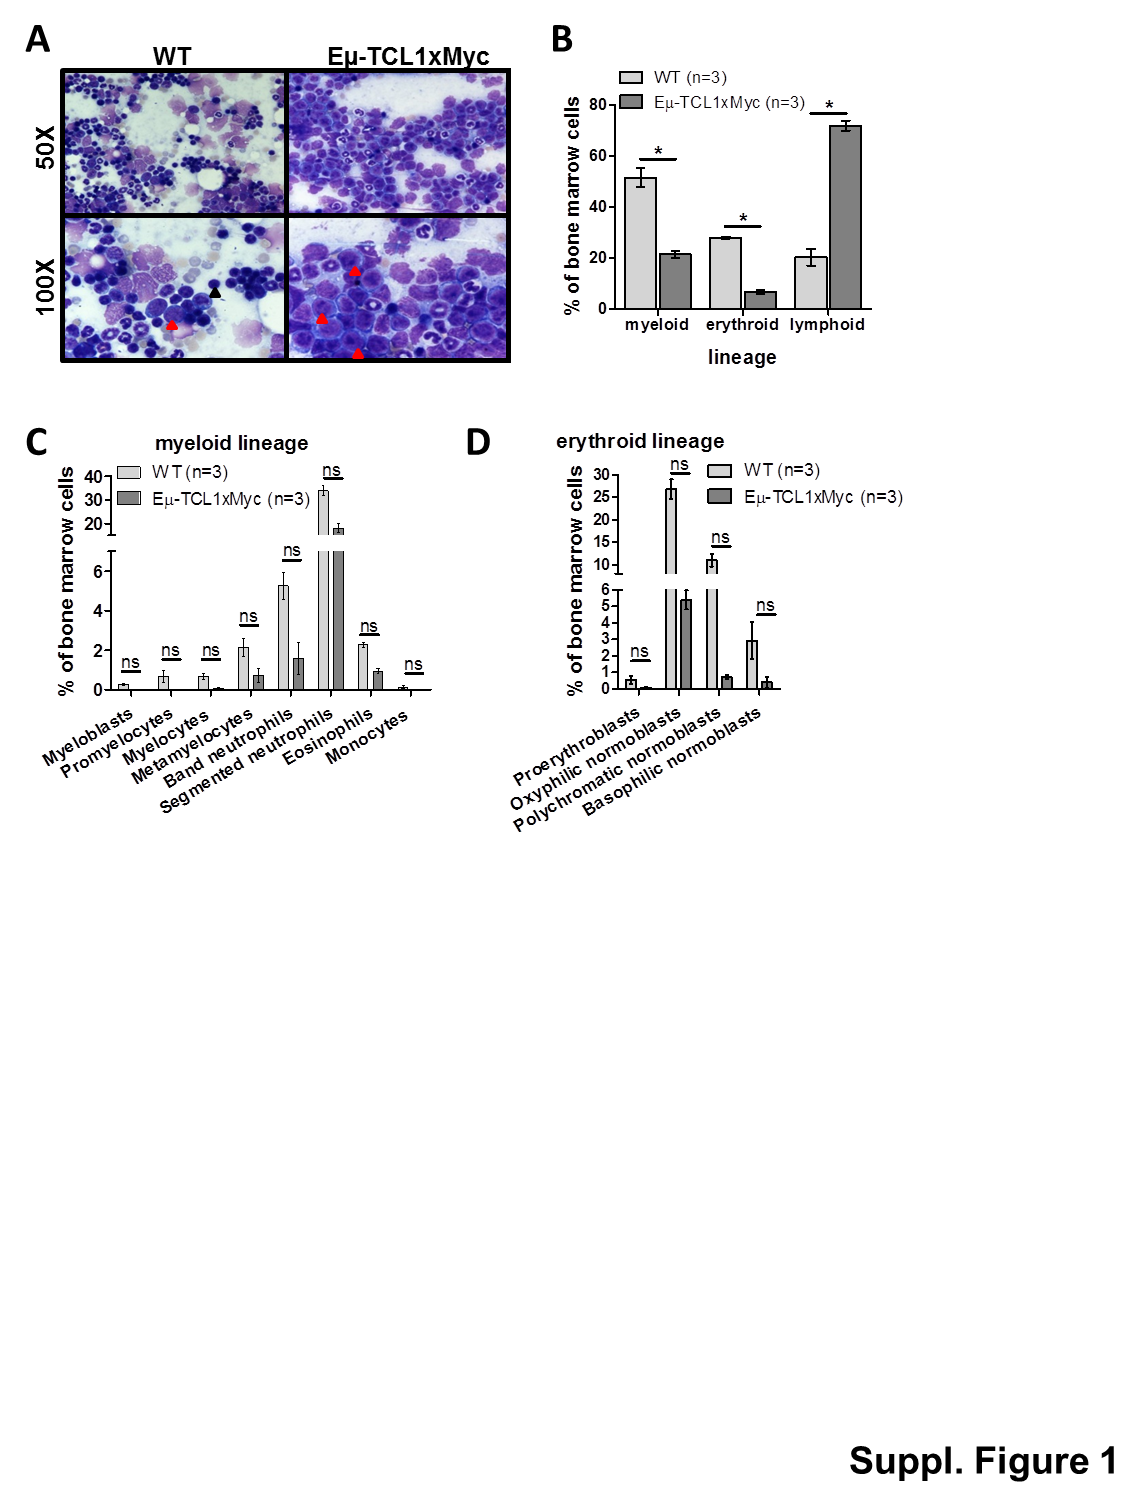 A
WT
Eµ-TCL1xMyc
50X
100X
B
WT (n=3)
Eµ-TCL1xMyc (n=3)
% of bone marrow cells
80
60
40
20
0
*
*
*
myeloid
erythroid
lymphoid
lineage
C
myeloid lineage
WT (n=3)
Eµ-TCL1xMyc (n=3)
% of bone marrow cells
40
30
20
6
4
2
0
ns
ns
ns
ns
ns
ns
ns
ns
Myeloblasts
Promyelocytes
Myelocytes
Metamyelocytes
Band neutrophils
Segmented neutrophils
Eosinophils
Monocytes
D
erythroid lineage
WT (n=3)
Eµ-TCL1xMyc (n=3)
% of bone marrow cells
30
25
20
15
10
6
5
4
3
2
1
0
ns
ns
ns
ns
Proerythroblasts
Oxyphilic normoblasts
Polychromatic normoblasts
Basophilic normoblasts
Suppl. Figure 1